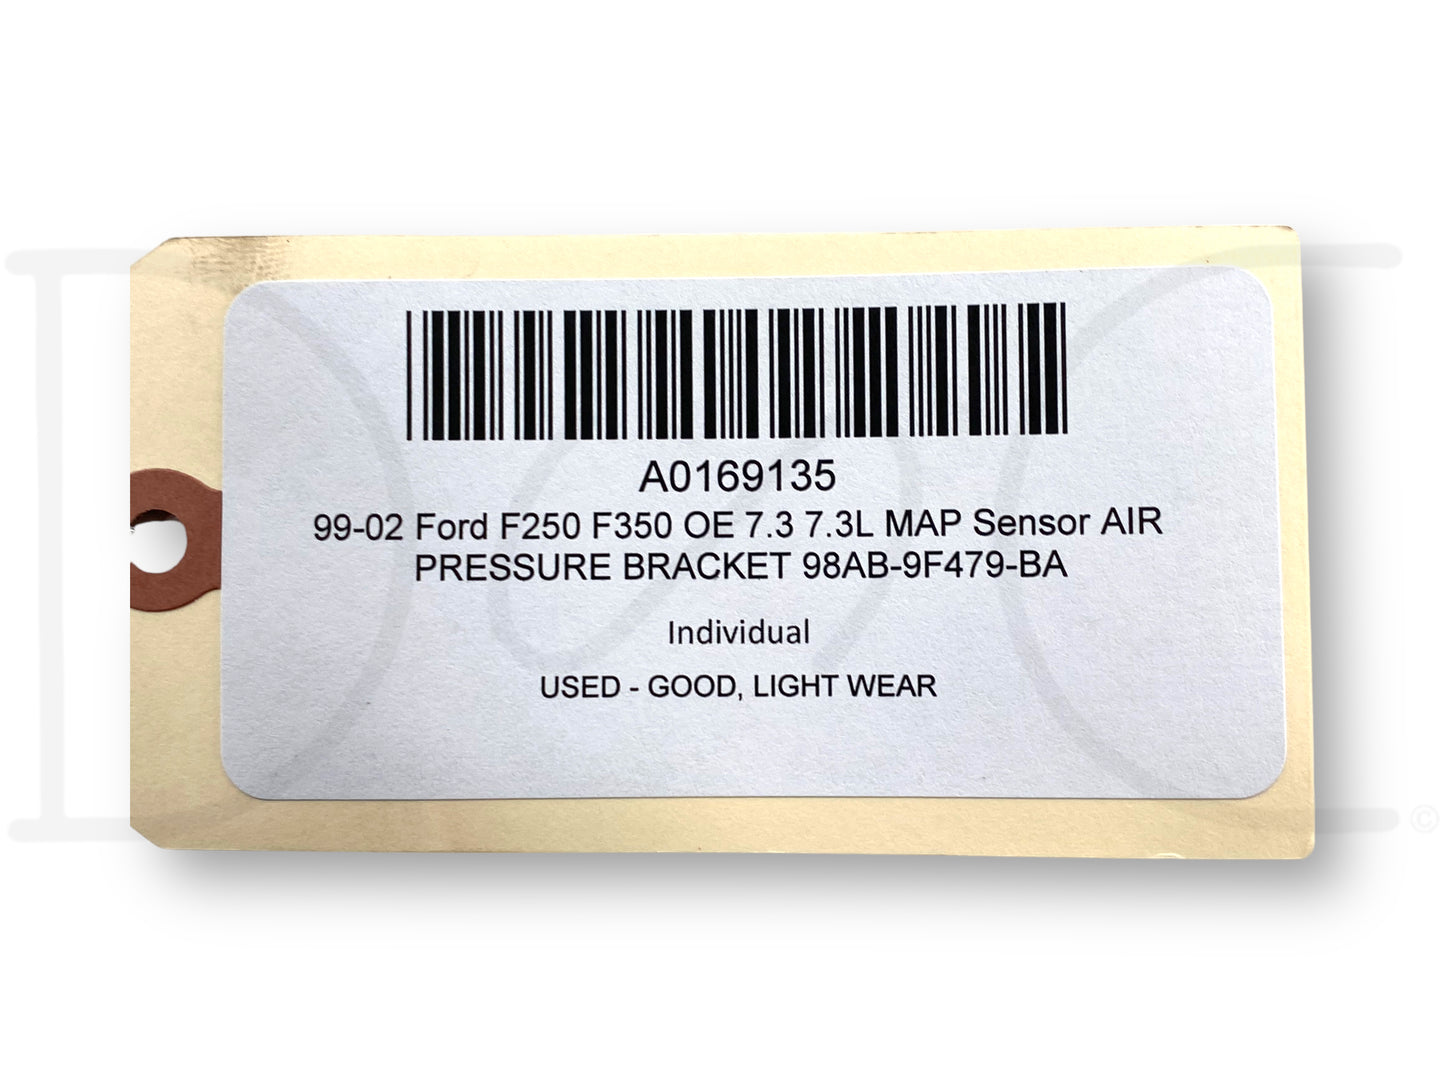 A0169135
99-02 Ford F250 F350 OE 7.3 7.3L MAP Sensor AIR
PRESSURE BRACKET 98AB-9F479-BA
Individual
USED - GOOD, LIGHT WEAR
©